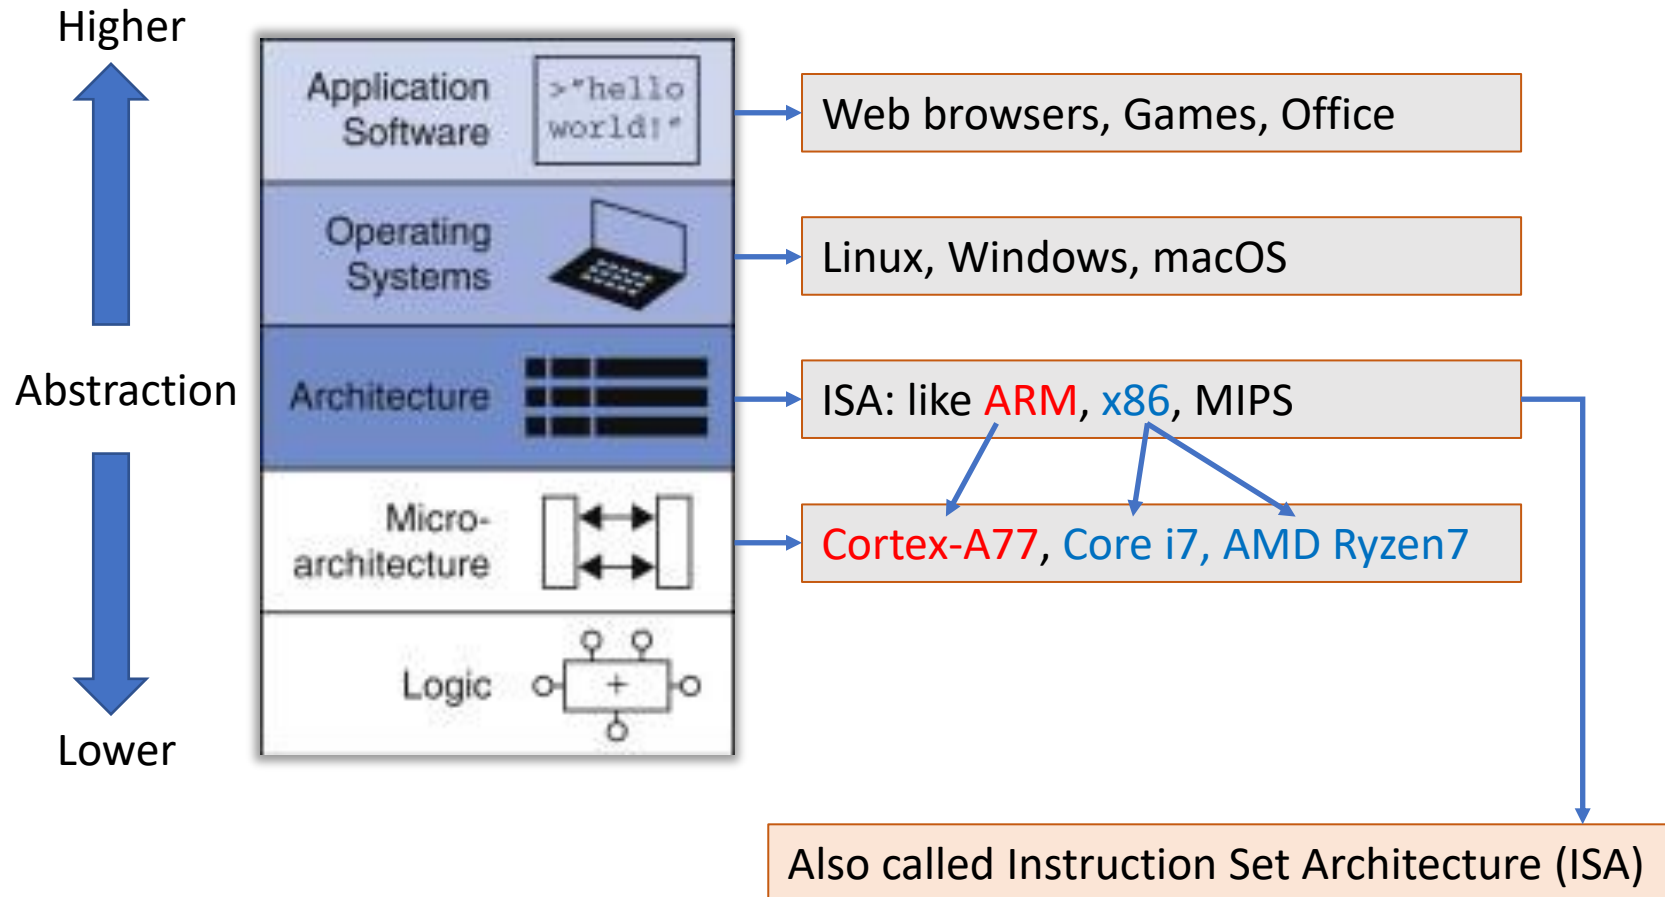 Higher
Abstraction
Lower
Application
Software
>"hello
world!"
Operating
Systems
Architecture
Micro-
architecture
Logic
+
Web browsers, Games, Office
Linux, Windows, macOS
ISA: like ARM, x86, MIPS
Cortex-A77, Core i7, AMD Ryzen7
Also called Instruction Set Architecture (ISA)